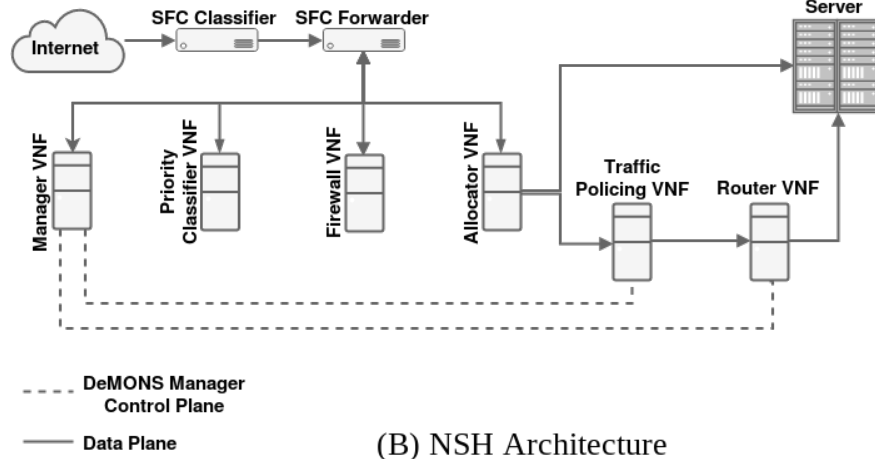 Server
SFC Classifier
SFC Forwarder
Internet
Manager VNF
Priority
Classifier VNF
Firewall VNF
Allocator VNF
Traffic
Policing VNF
Router VNF
DeMONS Manager
Control Plane
Data Plane
(B) NSH Architecture